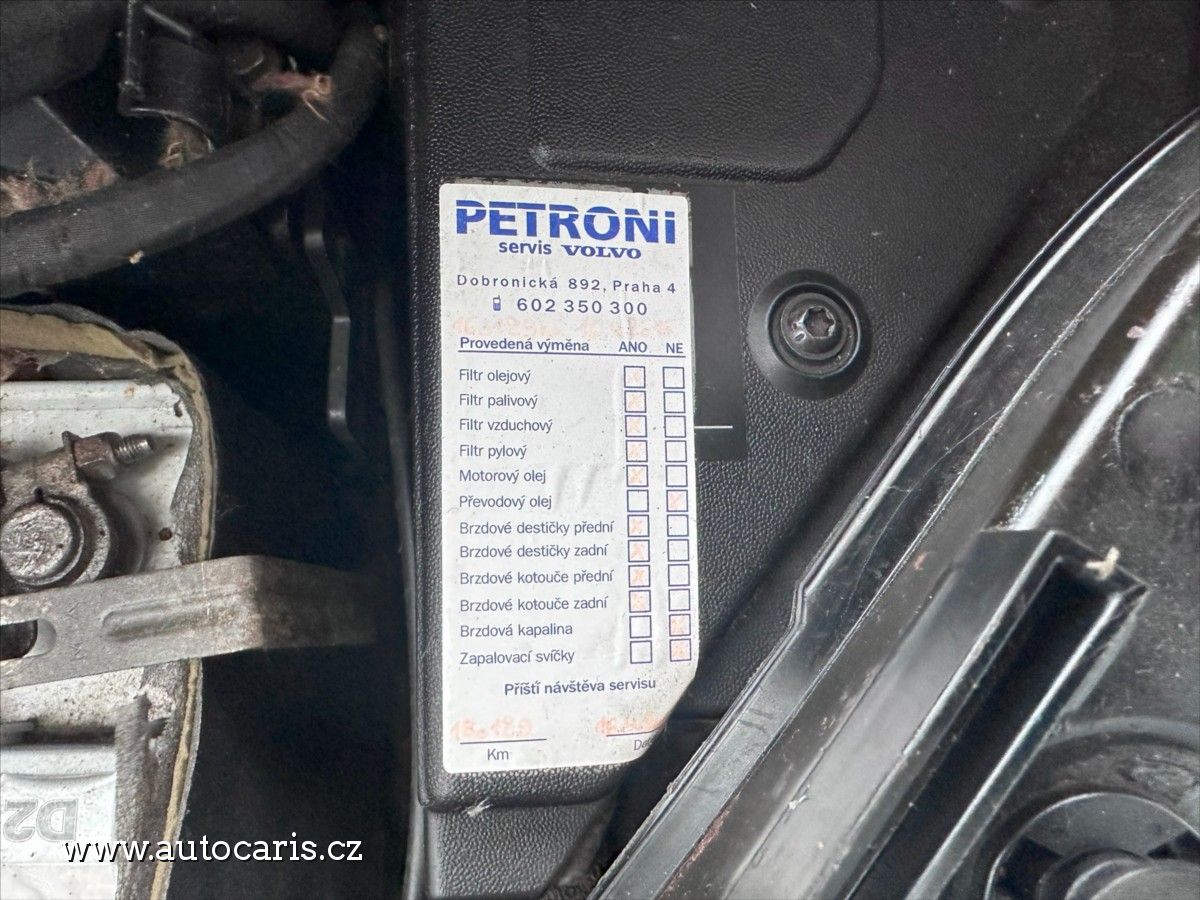 PETRONI
servis VOLVO
Dobronická 892, Praha 4
602 350 300
Provedená výměna ANO NE
Filtr olejový
Filtr palivový
Filtr vzduchový
Filtr pylový
Motorový olej
Převodový olej
Brzdové destičky přední
Brzdové destičky zadní
Brzdové kotouče přední
Brzdové kotouče zadní
Brzdová kapalina
Zapalovací svíčky
Příští návštěva servisu
Km
D2
www.autocaris.cz